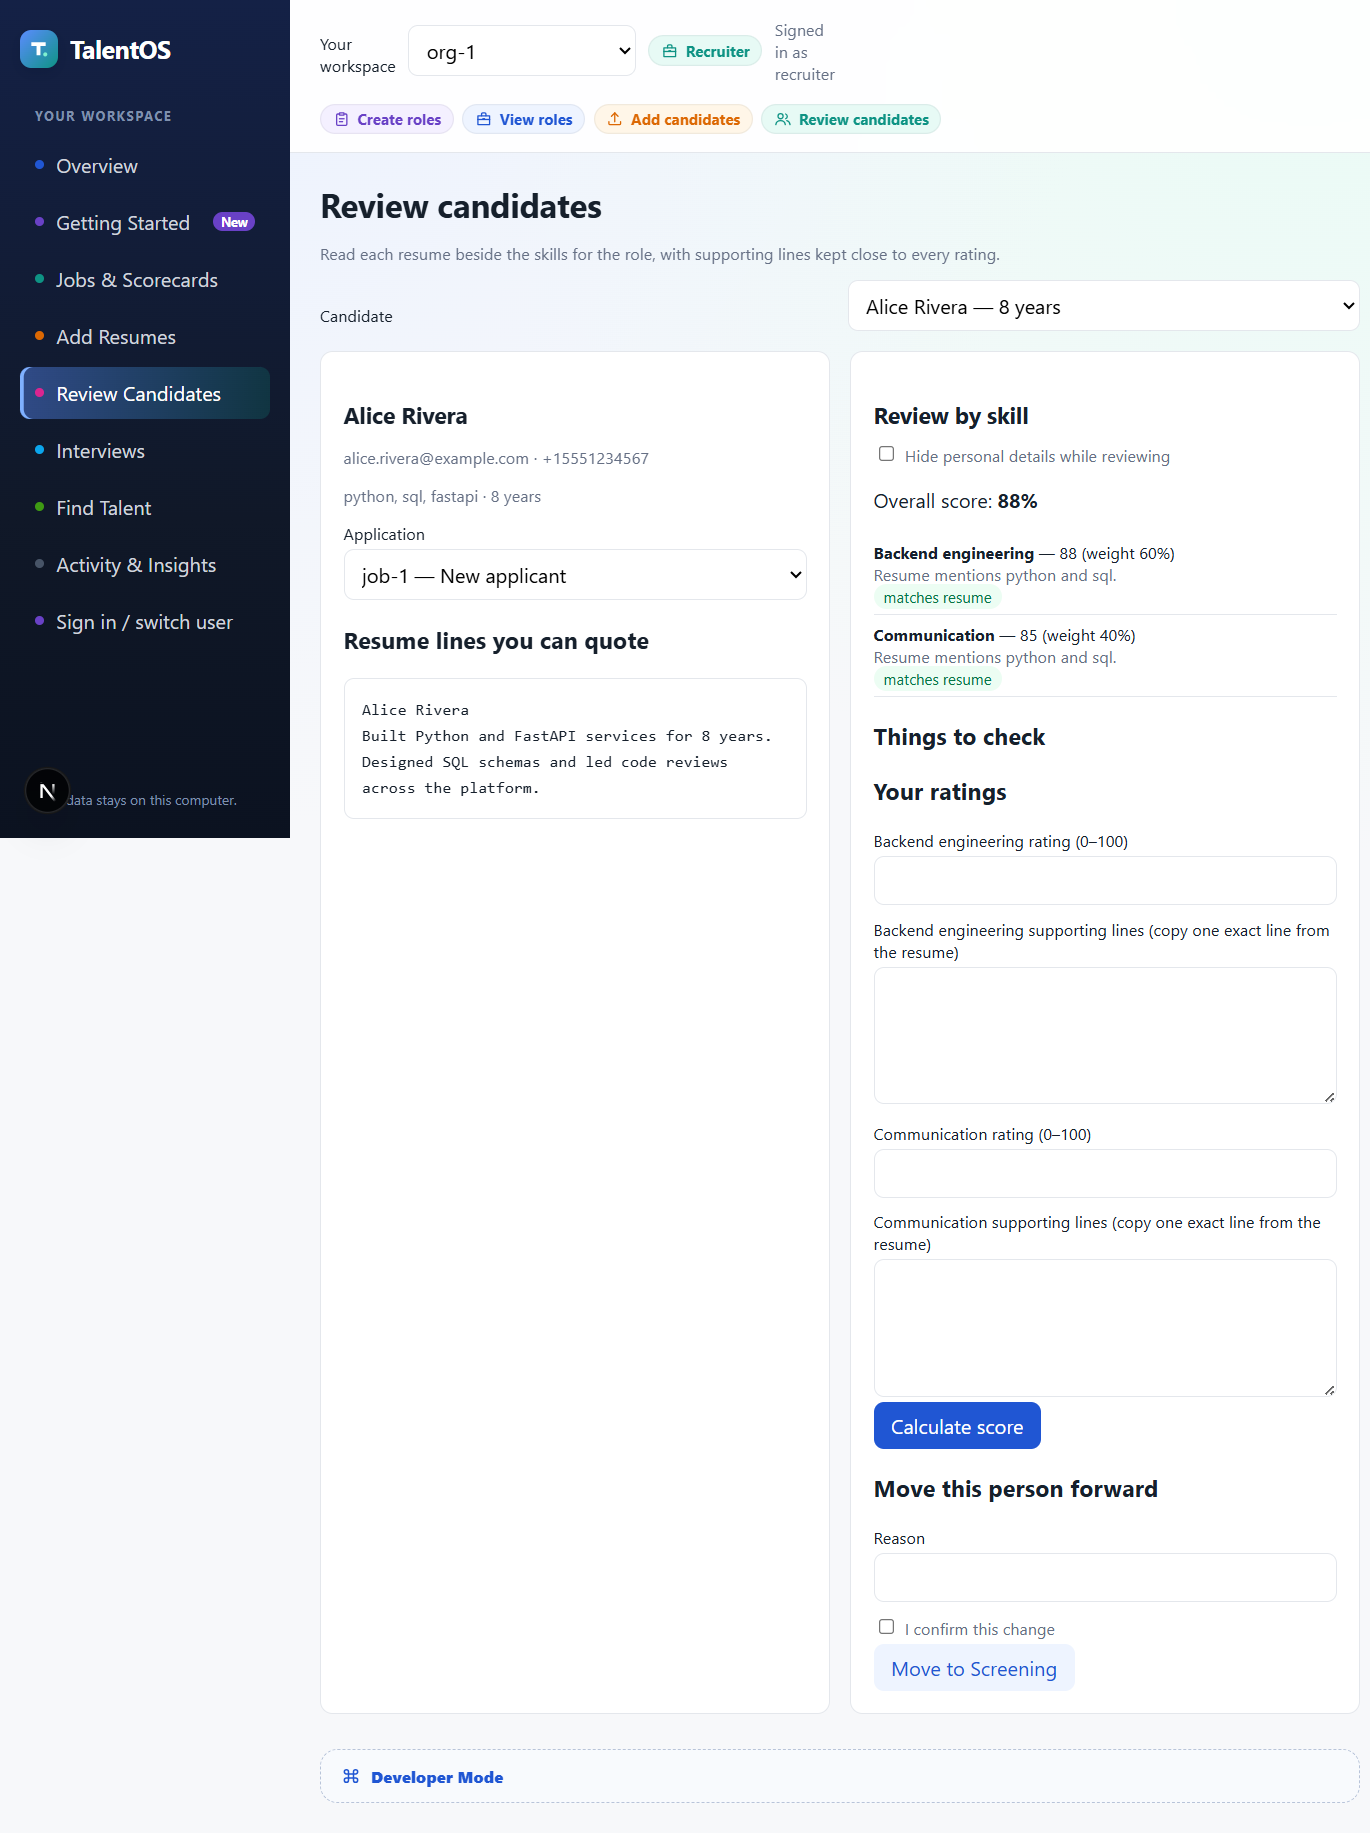 T.
TalentOS
YOUR WORKSPACE
Overview
Getting Started New
Jobs & Scorecards
Add Resumes
Review Candidates
Interviews
Find Talent
Activity & Insights
Sign in / switch user
N
data stays on this computer.
Your workspace
org-1
Recruiter
Signed in as recruiter
Create roles
View roles
Add candidates
Review candidates
Review candidates
Read each resume beside the skills for the role, with supporting lines kept close to every rating.
Candidate
Alice Rivera — 8 years
Alice Rivera
alice.rivera@example.com · +15551234567
python, sql, fastapi · 8 years
Application
job-1 — New applicant
Resume lines you can quote
Alice Rivera
Built Python and FastAPI services for 8 years.
Designed SQL schemas and led code reviews
across the platform.
Review by skill
Hide personal details while reviewing
Overall score: 88%
Backend engineering — 88 (weight 60%)
Resume mentions python and sql.
matches resume
Communication — 85 (weight 40%)
Resume mentions python and sql.
matches resume
Things to check
Your ratings
Backend engineering rating (0–100)
Backend engineering supporting lines (copy one exact line from
the resume)
Communication rating (0–100)
Communication supporting lines (copy one exact line from the
resume)
Calculate score
Move this person forward
Reason
I confirm this change
Move to Screening
Developer Mode